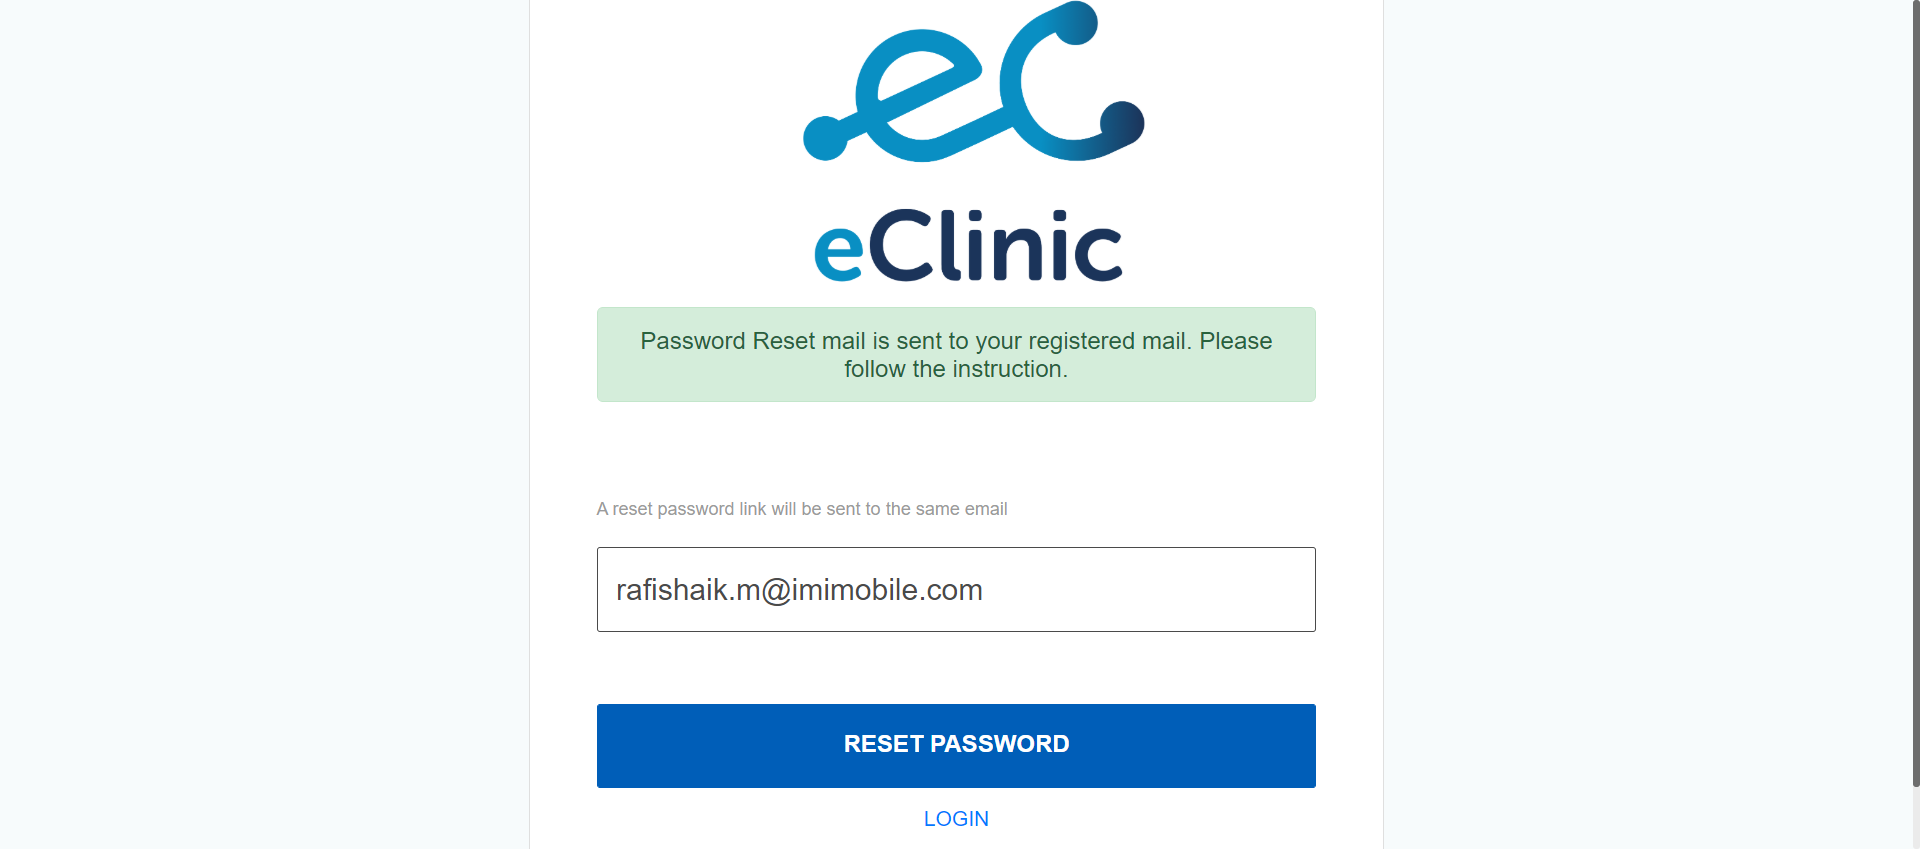 eC
eClinic
Password Reset mail is sent to your registered mail. Please
follow the instruction.
A reset password link will be sent to the same email
rafishaik.m@imimobile.com
RESET PASSWORD
LOGIN